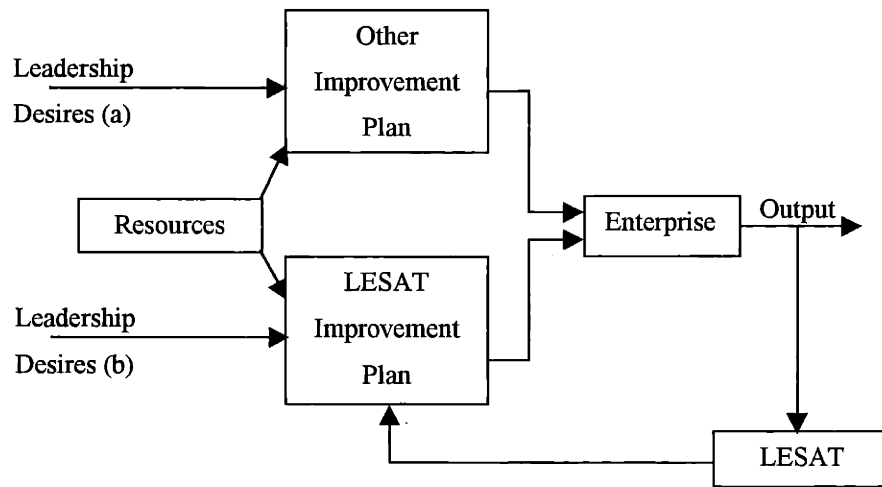 Other
Improvement
Plan
Leadership
Desires (a)
Resources
Enterprise
Output
LESAT
Improvement
Plan
Leadership
Desires (b)
LESAT